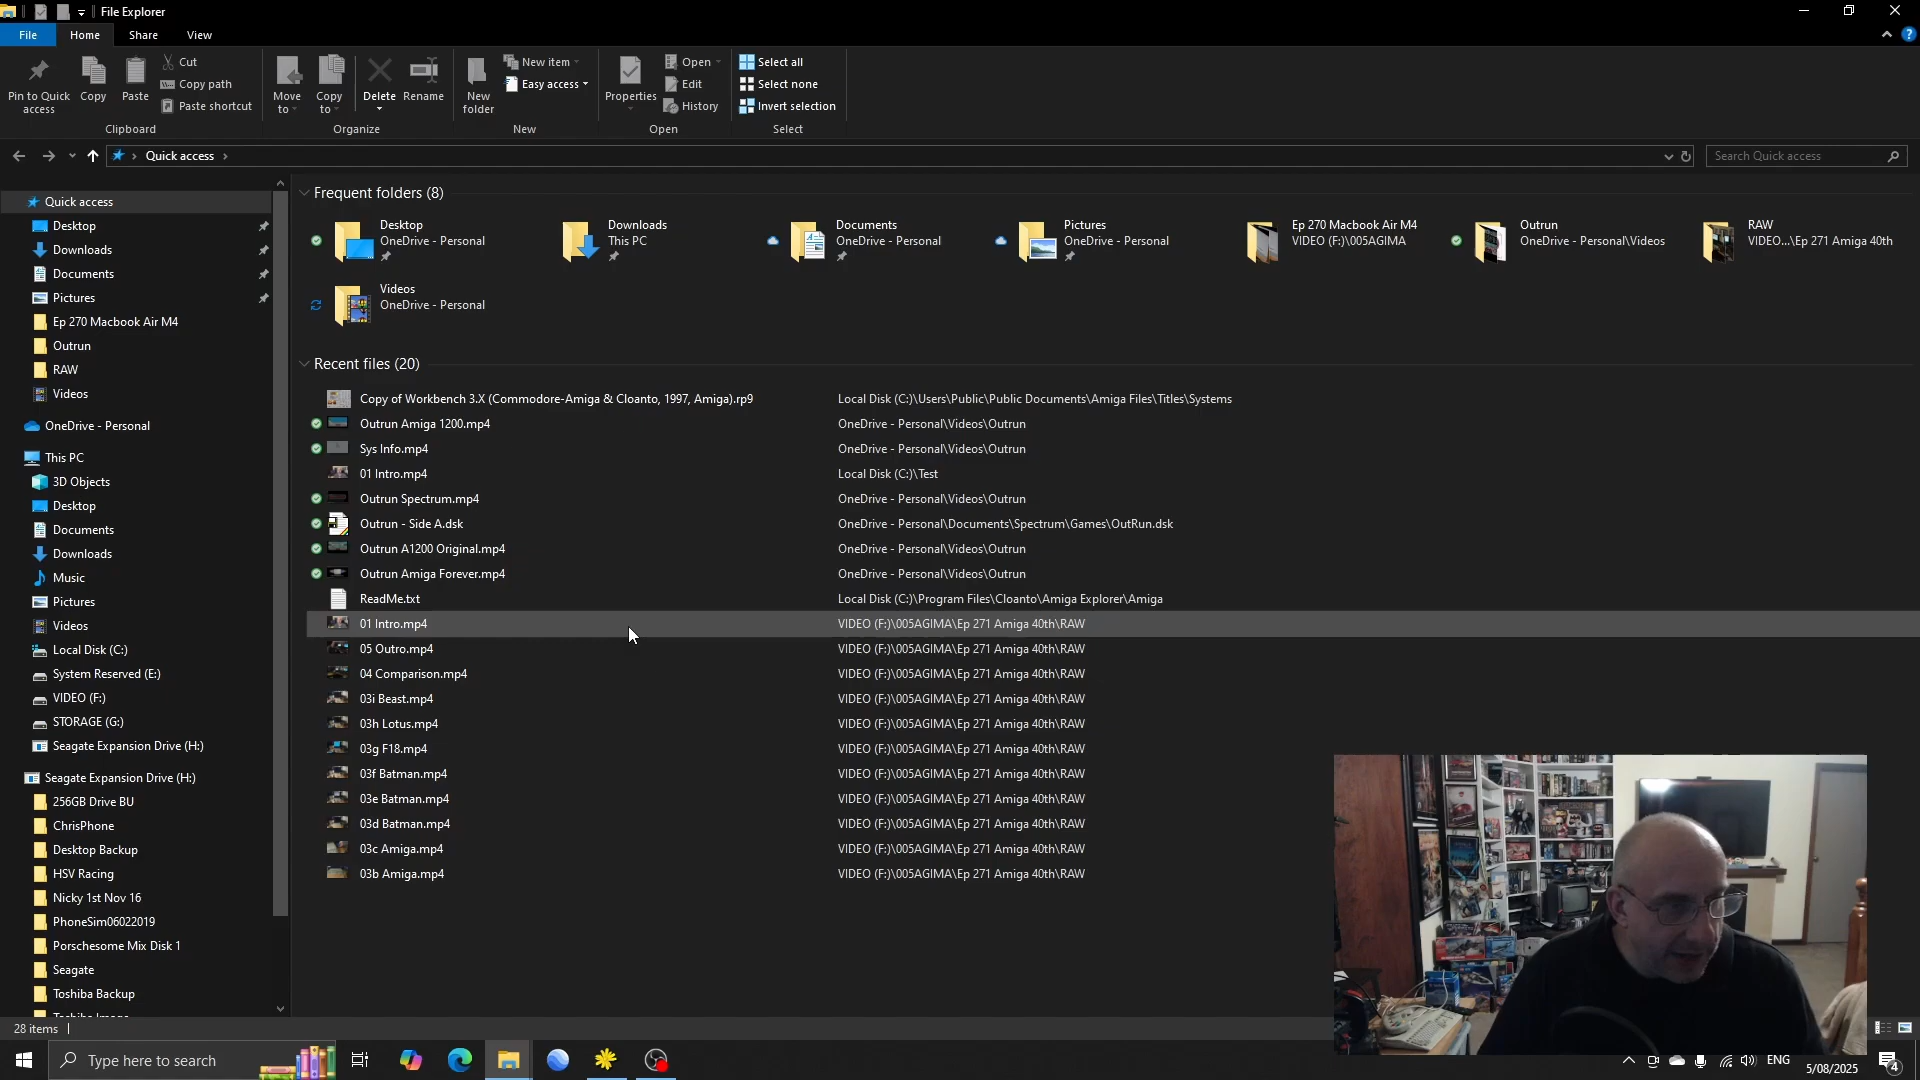 File Explorer
File
Home
Share
View
Pin to Quick access
Copy
Paste
Cut
Copy path
Paste shortcut
Clipboard
Move to
Copy to
Delete
Rename
Organize
New folder
New item
Easy access
New
Properties
Open
Edit
History
Open
Select all
Select none
Invert selection
Select
Quick access
Search Quick access
Quick access
Desktop
Downloads
Documents
Pictures
Ep 270 Macbook Air M4
Outrun
RAW
Videos
OneDrive - Personal
This PC
3D Objects
Desktop
Documents
Downloads
Music
Pictures
Videos
Local Disk (C:)
System Reserved (E:)
VIDEO (F:)
STORAGE (G:)
Seagate Expansion Drive (H:)
Seagate Expansion Drive (H:)
256GB Drive BU
ChrisPhone
Desktop Backup
HSV Racing
Nicky 1st Nov 16
PhoneSim06022019
Porschesome Mix Disk 1
Seagate
Toshiba Backup
Frequent folders (8)
Desktop
OneDrive - Personal
Downloads
This PC
Documents
OneDrive - Personal
Pictures
OneDrive - Personal
Ep 270 Macbook Air M4
VIDEO (F:)\005AGIMA
Outrun
OneDrive - Personal\Videos
RAW
VIDEO...\Ep 271 Amiga 40th
Videos
OneDrive - Personal
Recent files (20)
Copy of Workbench 3.X (Commodore-Amiga & Cloanto, 1997, Amiga).rp9 Local Disk (C:)\Users\Public\Public Documents\Amiga Files\Titles\Systems
Outrun Amiga 1200.mp4 OneDrive - Personal\Videos\Outrun
Sys Info.mp4 OneDrive - Personal\Videos\Outrun
01 Intro.mp4 Local Disk (C:)\Test
Outrun Spectrum.mp4 OneDrive - Personal\Videos\Outrun
Outrun - Side A.dsk OneDrive - Personal\Documents\Spectrum\Games\OutRun.dsk
Outrun A1200 Original.mp4 OneDrive - Personal\Videos\Outrun
Outrun Amiga Forever.mp4 OneDrive - Personal\Videos\Outrun
ReadMe.txt Local Disk (C:)\Program Files\Cloanto\Amiga Explorer\Amiga
01 Intro.mp4 VIDEO (F:)\005AGIMA\Ep 271 Amiga 40th\RAW
05 Outro.mp4 VIDEO (F:)\005AGIMA\Ep 271 Amiga 40th\RAW
04 Comparison.mp4 VIDEO (F:)\005AGIMA\Ep 271 Amiga 40th\RAW
03i Beast.mp4 VIDEO (F:)\005AGIMA\Ep 271 Amiga 40th\RAW
03h Lotus.mp4 VIDEO (F:)\005AGIMA\Ep 271 Amiga 40th\RAW
03g F18.mp4 VIDEO (F:)\005AGIMA\Ep 271 Amiga 40th\RAW
03f Batman.mp4 VIDEO (F:)\005AGIMA\Ep 271 Amiga 40th\RAW
03e Batman.mp4 VIDEO (F:)\005AGIMA\Ep 271 Amiga 40th\RAW
03d Batman.mp4 VIDEO (F:)\005AGIMA\Ep 271 Amiga 40th\RAW
03c Amiga.mp4 VIDEO (F:)\005AGIMA\Ep 271 Amiga 40th\RAW
03b Amiga.mp4 VIDEO (F:)\005AGIMA\Ep 271 Amiga 40th\RAW
28 items
Type here to search
ENG
5/08/2025
4